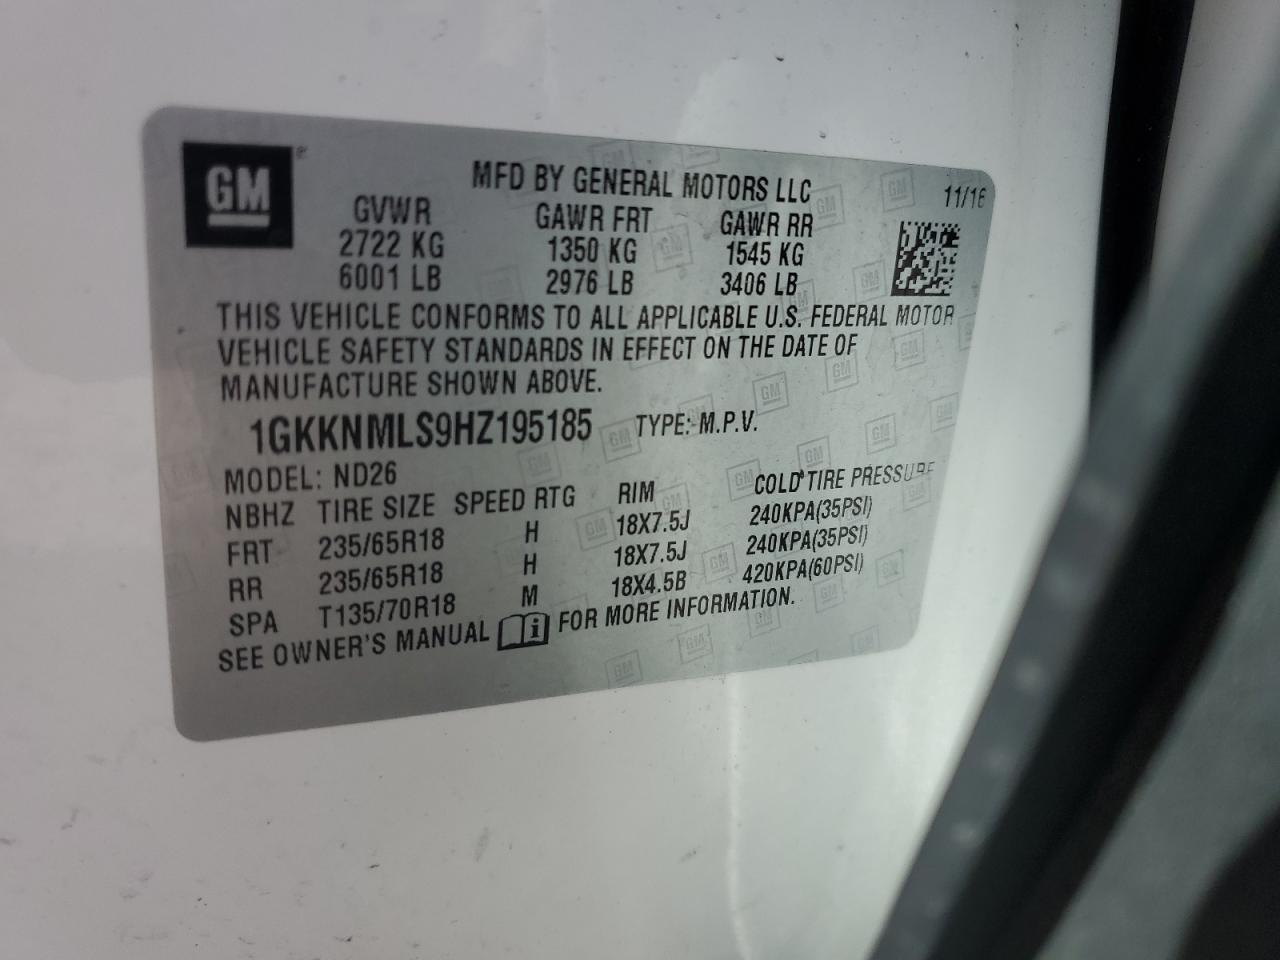 GM
MFD BY GENERAL MOTORS LLC 11/16
GVWR GAWR FRT GAWR RR
2722 KG 1350 KG 1545 KG
6001 LB 2976 LB 3406 LB
THIS VEHICLE CONFORMS TO ALL APPLICABLE U.S. FEDERAL MOTOR
VEHICLE SAFETY STANDARDS IN EFFECT ON THE DATE OF
MANUFACTURE SHOWN ABOVE.
1GKKNMLS9HZ195185 TYPE: M.P.V.
MODEL: ND26
NBHZ TIRE SIZE SPEED RTG RIM COLD TIRE PRESSURE
FRT 235/65R18 H 18X7.5J 240KPA(35PSI)
RR 235/65R18 H 18X7.5J 240KPA(35PSI)
SPA T135/70R18 M 18X4.5B 420KPA(60PSI)
SEE OWNER'S MANUAL i FOR MORE INFORMATION.